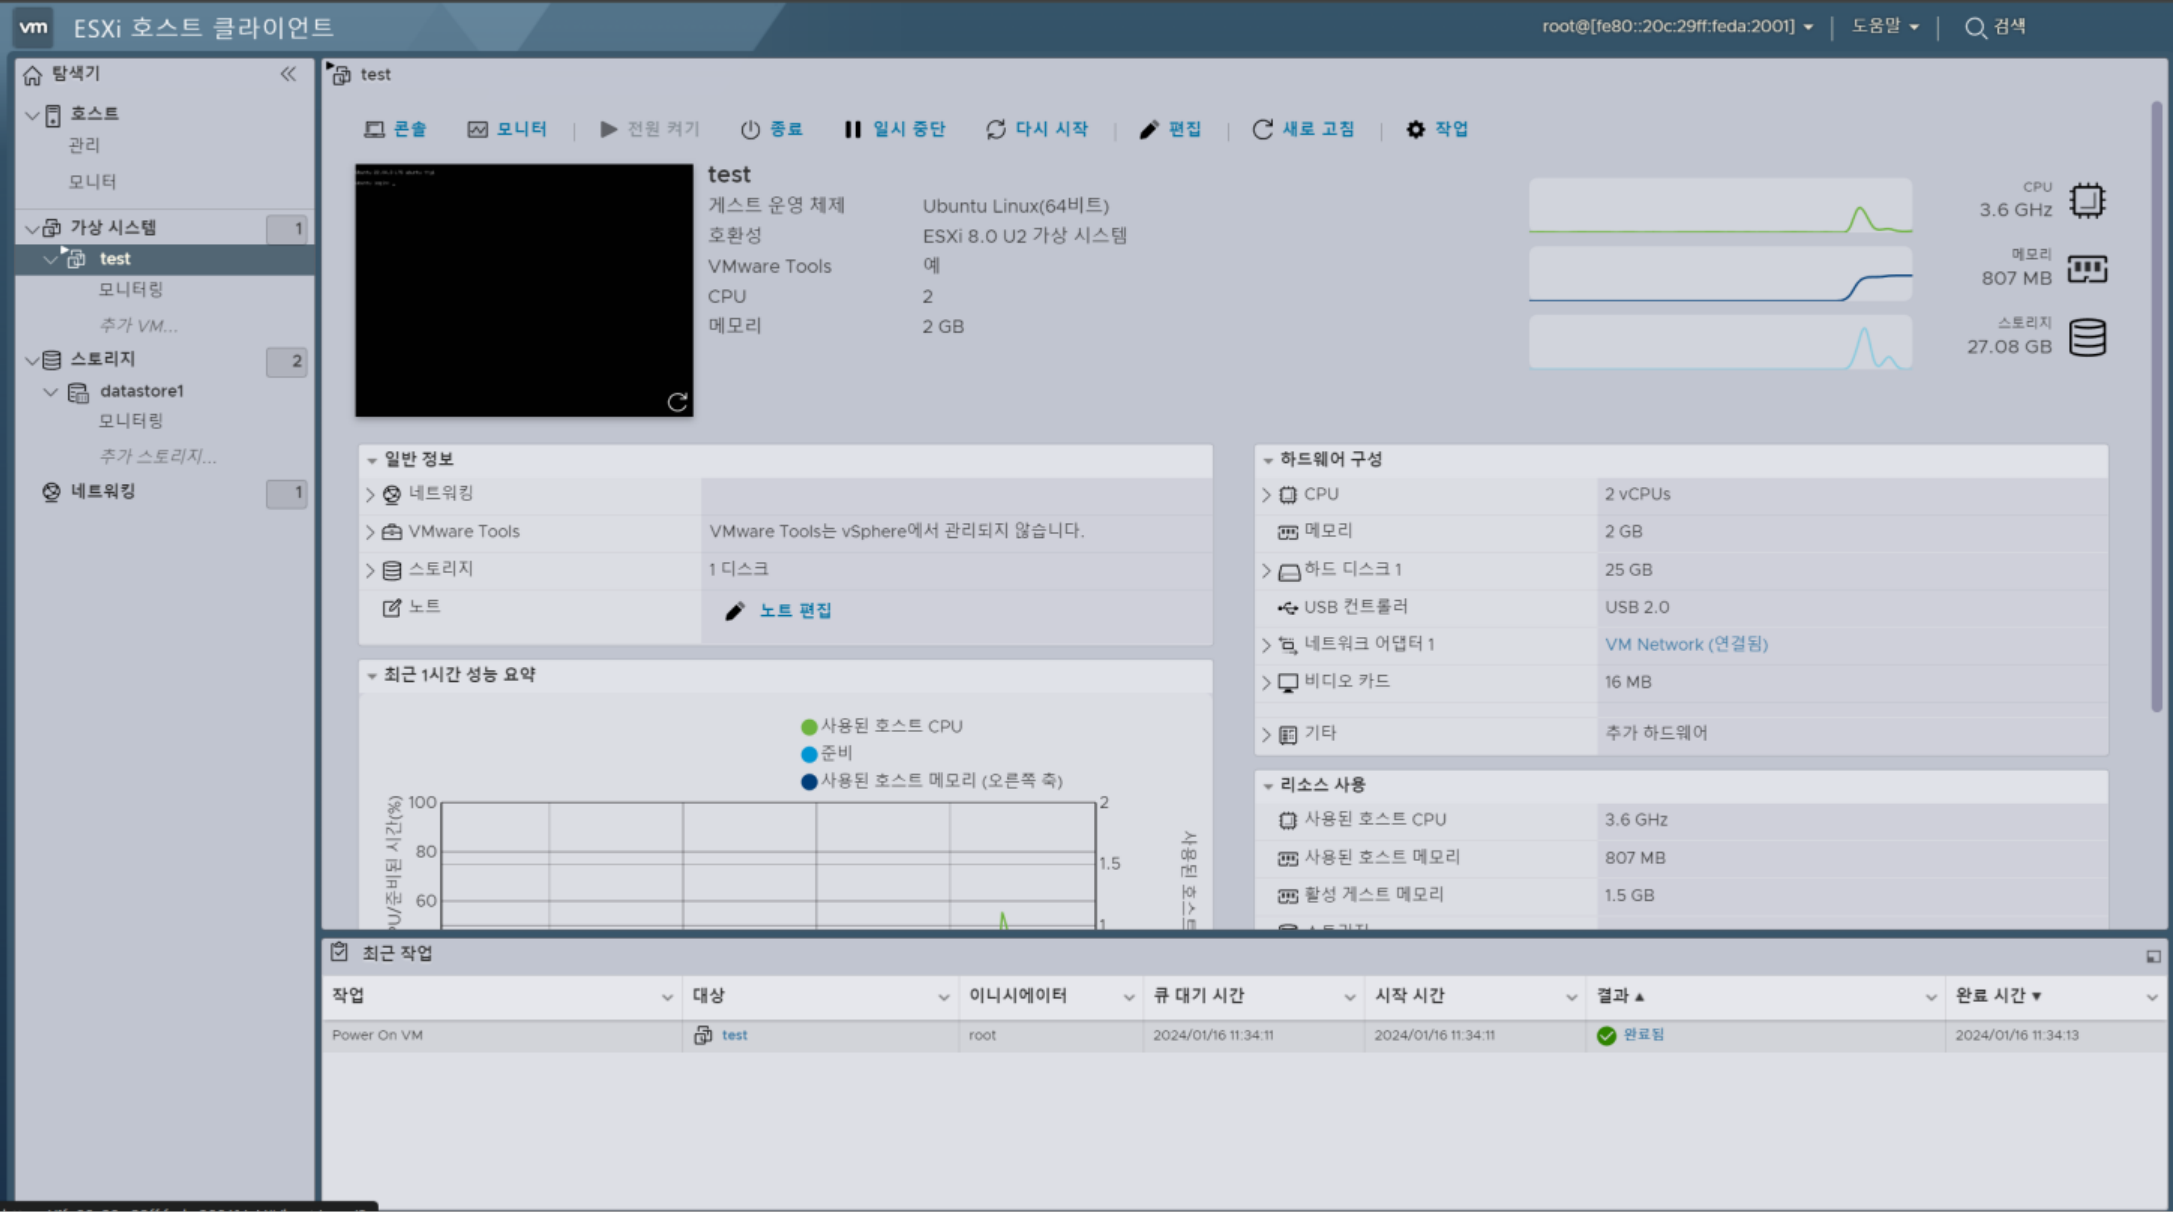 vm ESXi 호스트 클라이언트
root@[fe80::20c:29ff:feda:2001] 도움말 검색
탐색기
호스트
관리
모니터
가상 시스템 1
test
모니터링
추가 VM...
스토리지 2
datastore1
모니터링
추가 스토리지...
네트워킹 1
test
콘솔 모니터 전원 켜기 종료 일시 중단 다시 시작 편집 새로 고침 작업
test
게스트 운영 체제 Ubuntu Linux(64비트)
호환성 ESXi 8.0 U2 가상 시스템
VMware Tools 예
CPU 2
메모리 2 GB
CPU
3.6 GHz
메모리
807 MB
스토리지
27.08 GB
일반 정보
네트워킹
VMware Tools VMware Tools는 vSphere에서 관리되지 않습니다.
스토리지 1 디스크
노트 노트 편집
최근 1시간 성능 요약
사용된 호스트 CPU
준비
사용된 호스트 메모리 (오른쪽 축)
100
80
60
2
1.5
1
PU/준비된 시간(%)
사용된 호스트
하드웨어 구성
CPU 2 vCPUs
메모리 2 GB
하드 디스크 1 25 GB
USB 컨트롤러 USB 2.0
네트워크 어댑터 1 VM Network (연결됨)
비디오 카드 16 MB
기타 추가 하드웨어
리소스 사용
사용된 호스트 CPU 3.6 GHz
사용된 호스트 메모리 807 MB
활성 게스트 메모리 1.5 GB
최근 작업
작업 대상 이니시에이터 큐 대기 시간 시작 시간 결과 완료 시간
Power On VM test root 2024/01/16 11:34:11 2024/01/16 11:34:11 완료됨 2024/01/16 11:34:13